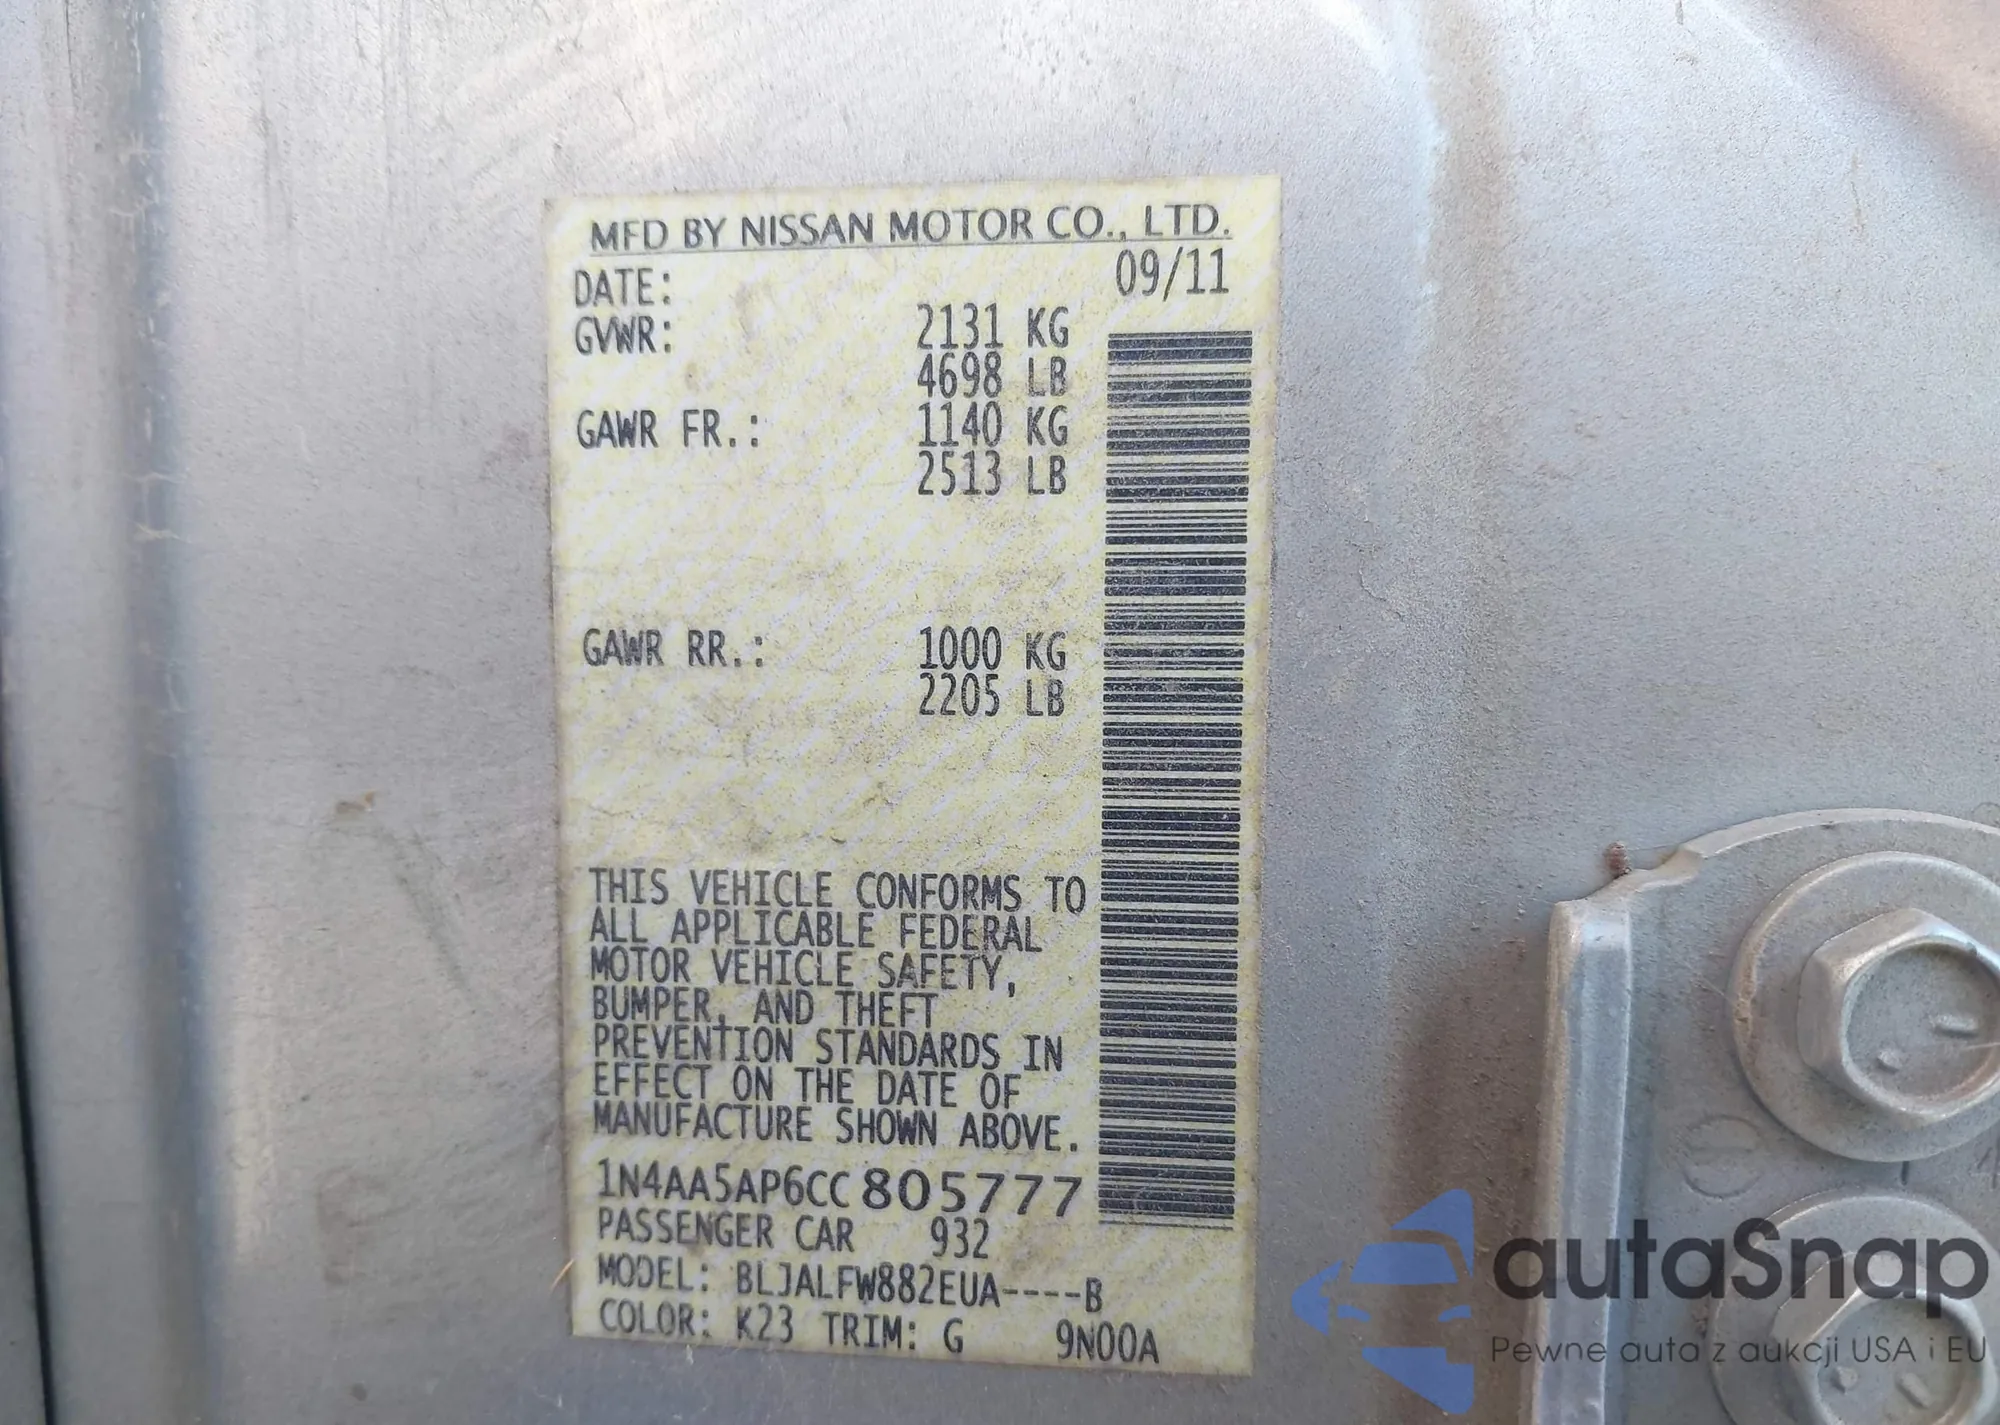 MFD BY NISSAN MOTOR CO., LTD.
DATE: 09/11
GVWR: 2131 KG
4698 LB
GAWR FR.: 1140 KG
2513 LB
GAWR RR.: 1000 KG
2205 LB
THIS VEHICLE CONFORMS TO
ALL APPLICABLE FEDERAL
MOTOR VEHICLE SAFETY,
BUMPER, AND THEFT
PREVENTION STANDARDS IN
EFFECT ON THE DATE OF
MANUFACTURE SHOWN ABOVE.
1N4AA5AP6CC805777
PASSENGER CAR 932
MODEL: BLJALFW882EUA----B
COLOR: K23 TRIM: G 9N00A
autaSnap
Pewne auta z aukcji USA i EU